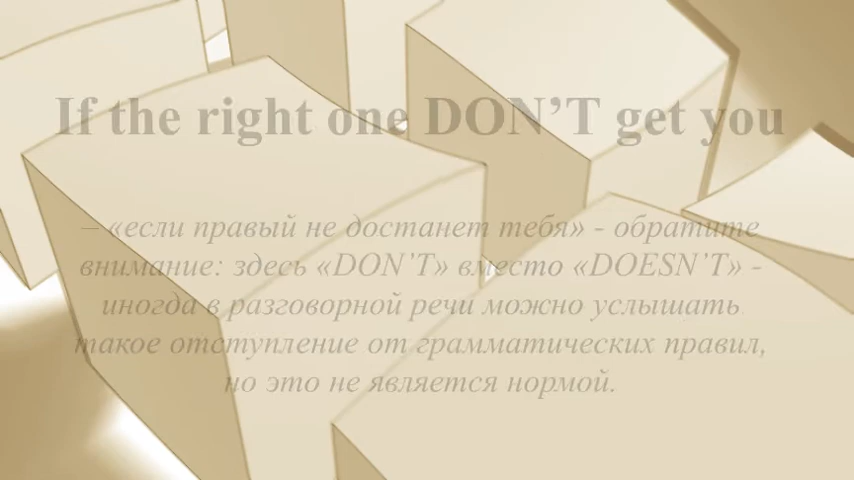 If the right one DON’T get you
– «если правый не достанет тебя» - обратите
внимание: здесь «DON’T» вместо «DOESN’T» -
иногда в разговорной речи можно услышать
такое отступление от грамматических правил,
но это не является нормой.